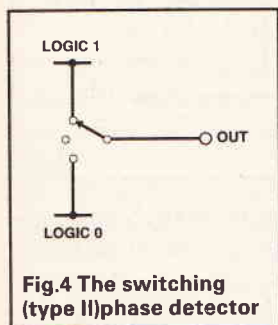 LOGIC 1
OUT
LOGIC 0
Fig.4 The switching
(type II)phase detector